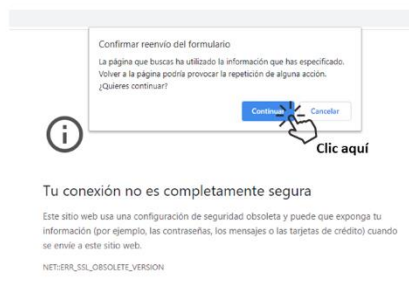 Confirmar reenvío del formulario
La página que buscas ha utilizado la información que has especificado.
Volver a la página podría provocar la repetición de alguna acción.
¿Quieres continuar?
Continuar Cancelar
Clic aquí
Tu conexión no es completamente segura
Este sitio web usa una configuración de seguridad obsoleta y puede que exponga tu
información (por ejemplo, las contraseñas, los mensajes o las tarjetas de crédito) cuando
se envíe a este sitio web.
NET::ERR_SSL_OBSOLETE_VERSION